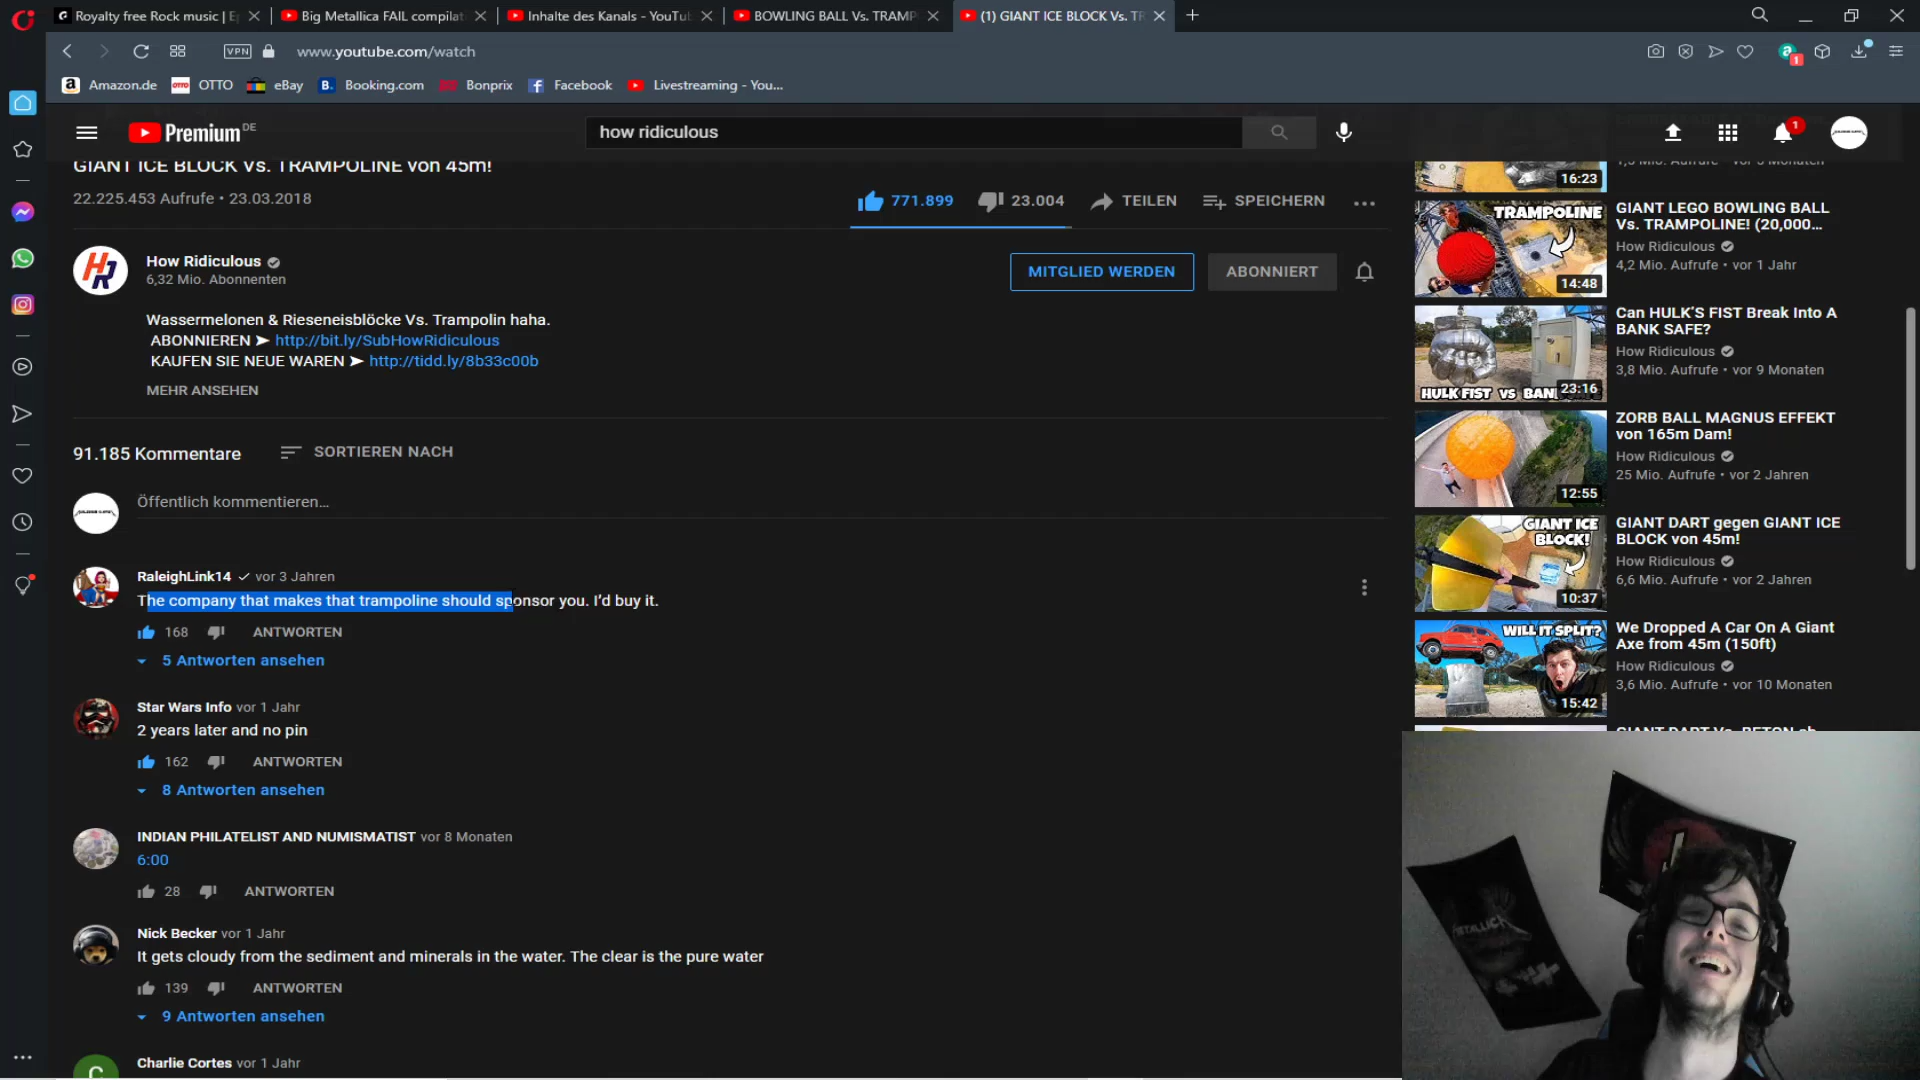 Royalty free Rock music | E
Big Metallica FAIL compilat
Inhalte des Kanals - YouTu
BOWLING BALL Vs. TRAMP
(1) GIANT ICE BLOCK Vs. TR
VPN
www.youtube.com/watch
1
Amazon.de
OTTO
eBay
Booking.com
Bonprix
Facebook
Livestreaming - You...
Premium DE
how ridiculous
1
GIANT ICE BLOCK Vs. TRAMPOLINE von 45m!
22.225.453 Aufrufe • 23.03.2018
771.899
23.004
TEILEN
SPEICHERN
How Ridiculous
6,32 Mio. Abonnenten
MITGLIED WERDEN
ABONNIERT
Wassermelonen & Rieseneisblöcke Vs. Trampolin haha.
ABONNIEREN ➤ http://bit.ly/SubHowRidiculous
KAUFEN SIE NEUE WAREN ➤ http://tidd.ly/8b33c00b
MEHR ANSEHEN
91.185 Kommentare
SORTIEREN NACH
Öffentlich kommentieren...
RaleighLink14 vor 3 Jahren
The company that makes that trampoline should sponsor you. I'd buy it.
168
ANTWORTEN
5 Antworten ansehen
Star Wars Info vor 1 Jahr
2 years later and no pin
162
ANTWORTEN
8 Antworten ansehen
INDIAN PHILATELIST AND NUMISMATIST vor 8 Monaten
6:00
28
ANTWORTEN
Nick Becker vor 1 Jahr
It gets cloudy from the sediment and minerals in the water. The clear is the pure water
139
ANTWORTEN
9 Antworten ansehen
C
Charlie Cortes vor 1 Jahr
16:23
TRAMPOLINE
14:48
GIANT LEGO BOWLING BALL
Vs. TRAMPOLINE! (20,000...
How Ridiculous
4,2 Mio. Aufrufe • vor 1 Jahr
HULK FIST VS BAN
23:16
Can HULK'S FIST Break Into A
BANK SAFE?
How Ridiculous
3,8 Mio. Aufrufe • vor 9 Monaten
12:55
ZORB BALL MAGNUS EFFEKT
von 165m Dam!
How Ridiculous
25 Mio. Aufrufe • vor 2 Jahren
GIANT ICE
BLOCK!
10:37
GIANT DART gegen GIANT ICE
BLOCK von 45m!
How Ridiculous
6,6 Mio. Aufrufe • vor 2 Jahren
WILL IT SPLIT?
15:42
We Dropped A Car On A Giant
Axe from 45m (150ft)
How Ridiculous
3,6 Mio. Aufrufe • vor 10 Monaten